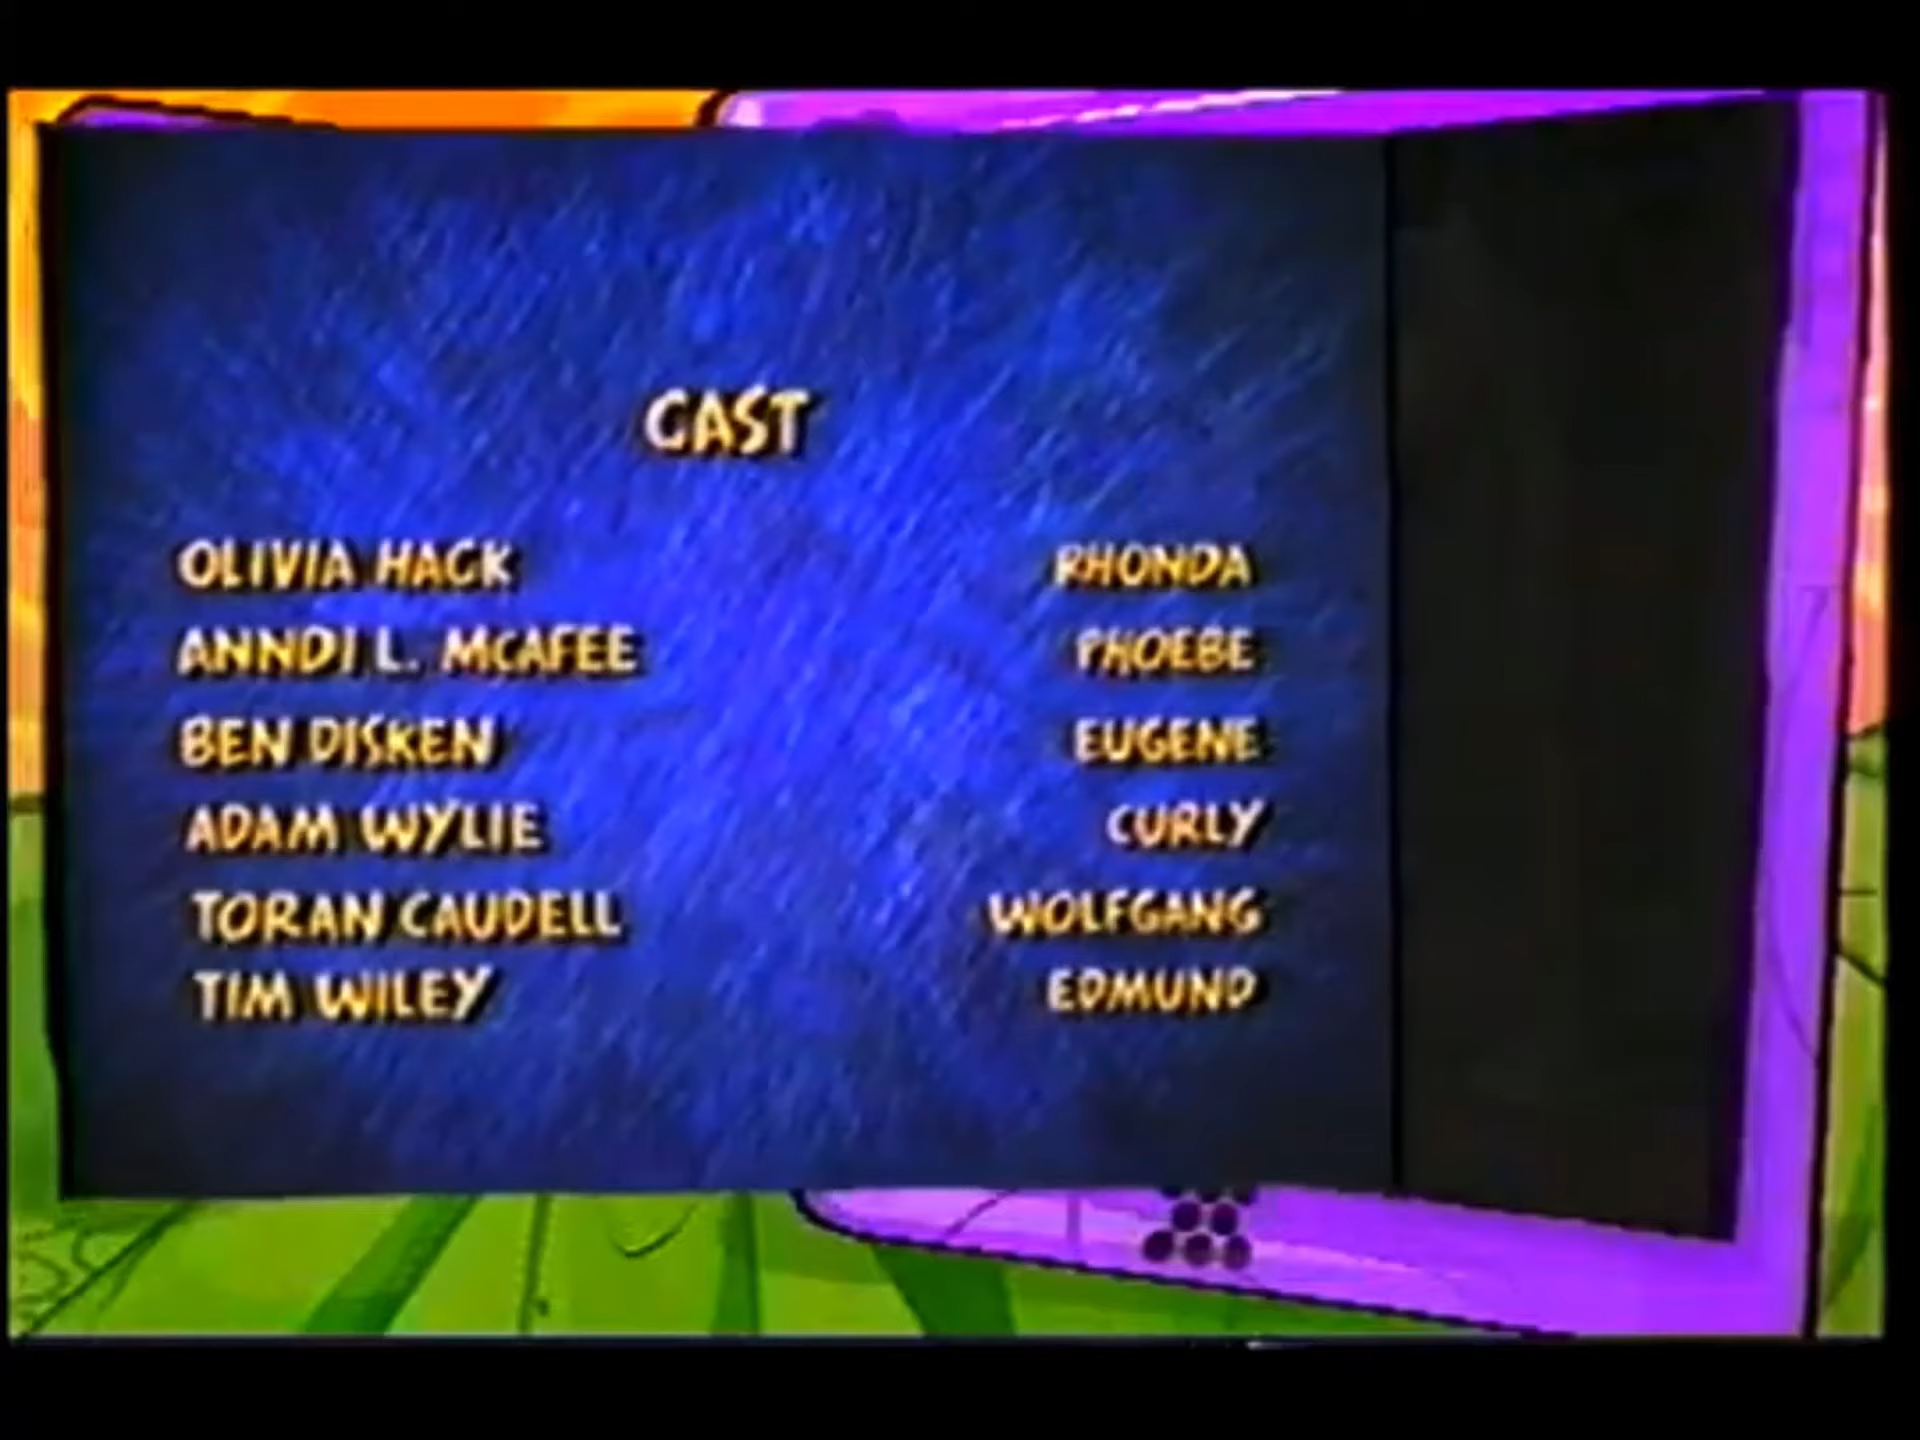 CAST
OLIVIA HACK RHONDA
ANNDI L. MCAFEE PHOEBE
BEN DISKEN EUGENE
ADAM WYLIE CURLY
TORAN CAUDELL WOLFGANG
TIM WILEY EDMUND